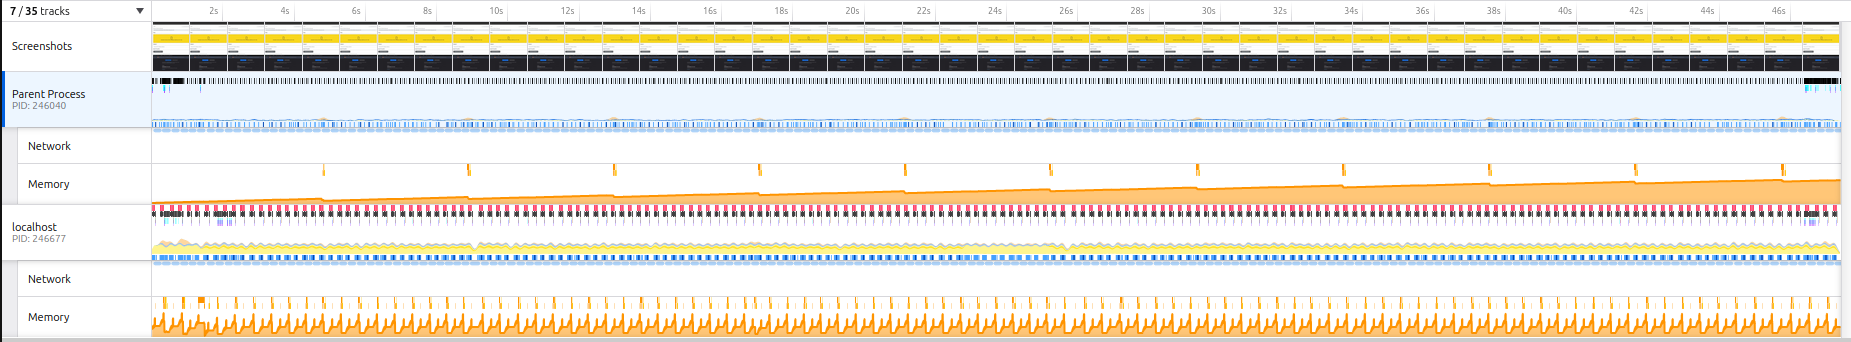 7 / 35 tracks
2s 4s 6s 8s 10s 12s 14s 16s 18s 20s 22s 24s 26s 28s 30s 32s 34s 36s 38s 40s 42s 44s 46s
Screenshots
Parent Process
PID: 246040
Network
Memory
localhost
PID: 246677
Network
Memory